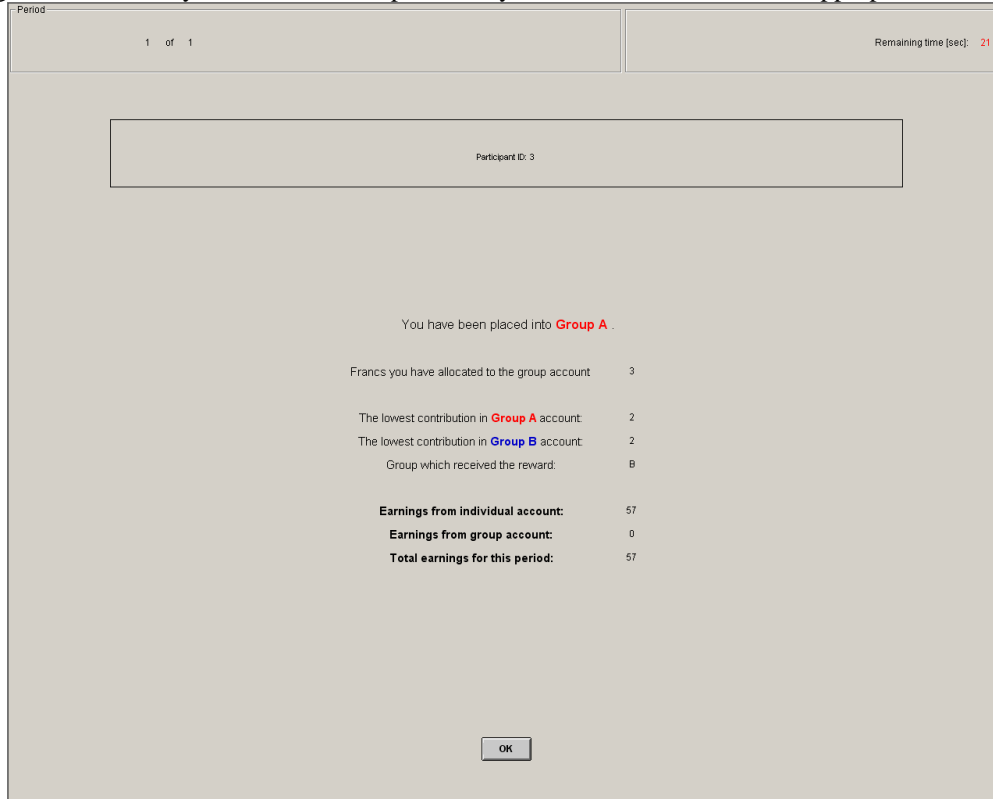 Period
1 of 1
Remaining time [sec]: 21
Participant ID: 3
You have been placed into Group A .
Francs you have allocated to the group account 3
The lowest contribution in Group A account: 2
The lowest contribution in Group B account: 2
Group which received the reward: B
Earnings from individual account: 57
Earnings from group account: 0
Total earnings for this period: 57
OK